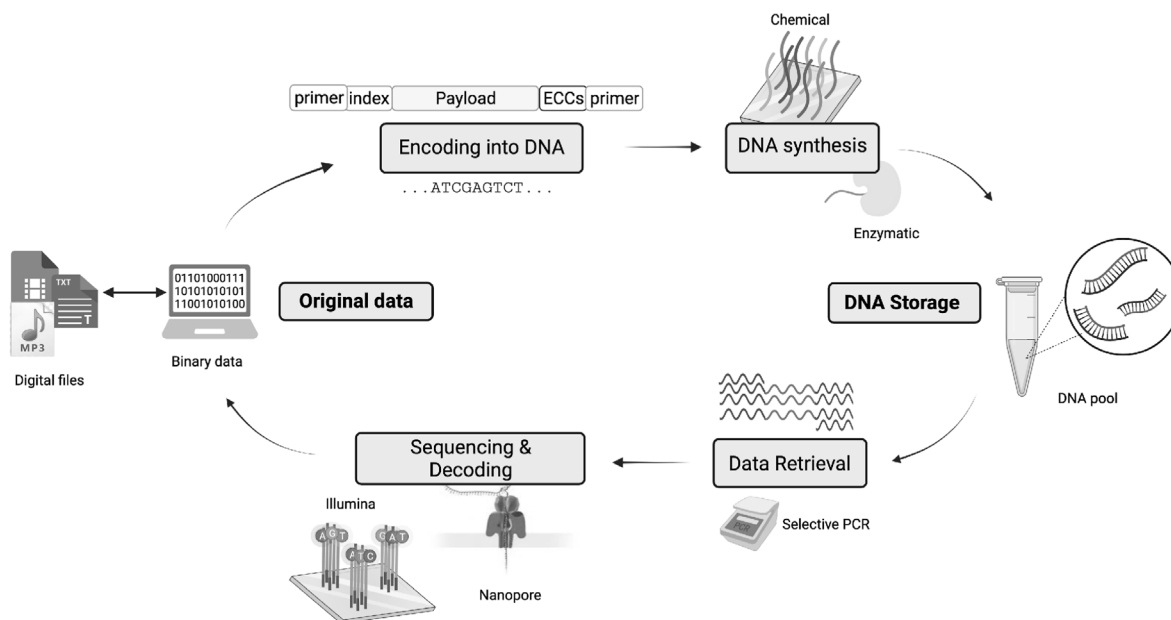 Chemical
primer index Payload ECCs primer
Encoding into DNA
...ATCGAGTCT...
DNA synthesis
Enzymatic
TXT
T
MP3
Digital files
01101000111
10101010101
11001010100
Binary data
Original data
DNA Storage
DNA pool
Data Retrieval
PCR
Selective PCR
Sequencing &
Decoding
Illumina
A G T
G A T
A T C
Nanopore